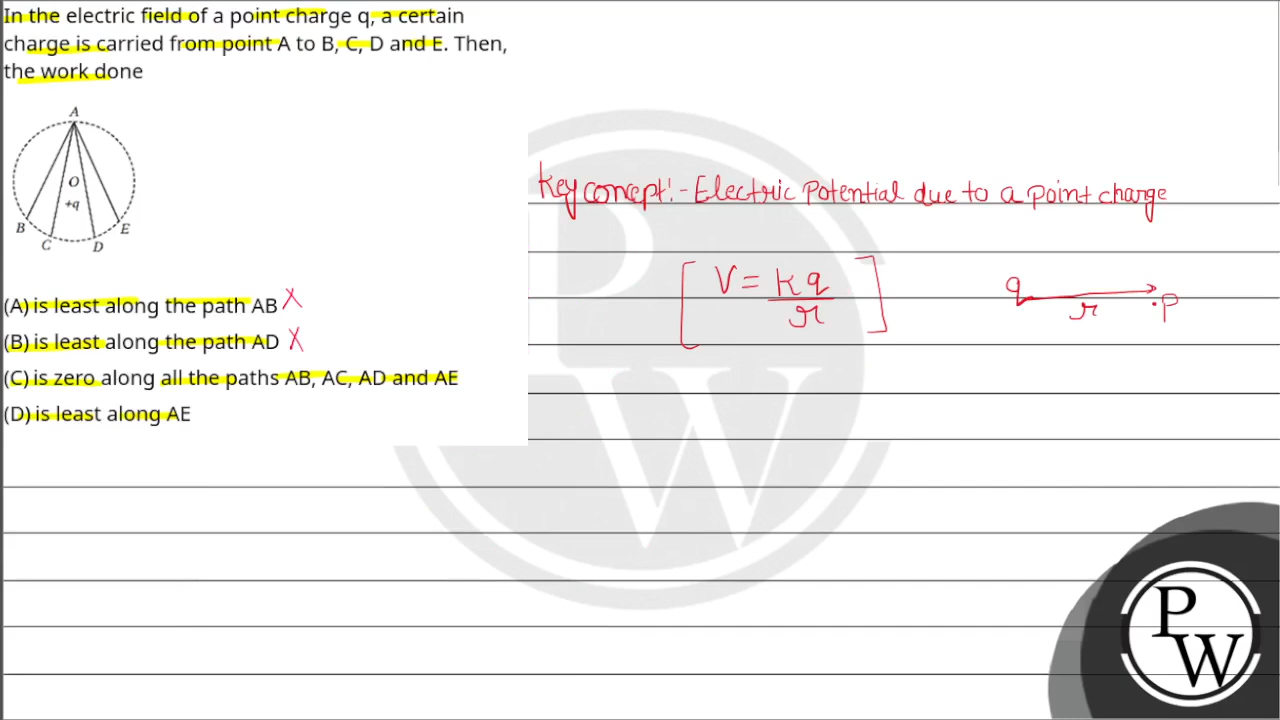 In the electric field of a point charge q, a certain
charge is carried from point A to B, C, D and E. Then,
the work done
A
O
+q
B
C
D
E
(A) is least along the path AB X
(B) is least along the path AD X
(C) is zero along all the paths AB, AC, AD and AE
(D) is least along AE
Key concept:- Electric Potential due to a point charge
[ V = kq/r ]
q
r
.P
PW
PW